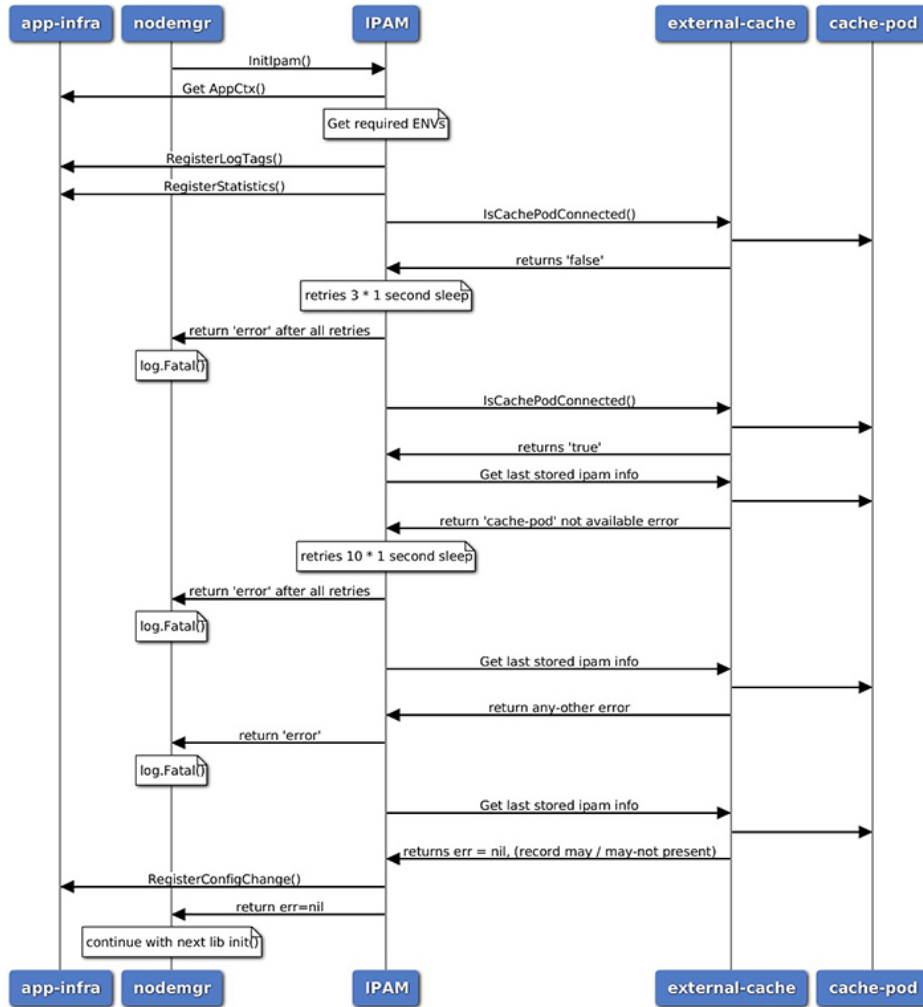 app-infra nodemgr IPAM external-cache cache-pod
InitIpam()
Get AppCtx()
Get required ENVs
RegisterLogTags()
RegisterStatistics()
IsCachePodConnected()
returns 'false'
retries 3 * 1 second sleep
return 'error' after all retries
log.Fatal()
IsCachePodConnected()
returns 'true'
Get last stored ipam info
return 'cache-pod' not available error
retries 10 * 1 second sleep
return 'error' after all retries
log.Fatal()
Get last stored ipam info
return any-other error
return 'error'
log.Fatal()
Get last stored ipam info
returns err = nil, (record may / may-not present)
RegisterConfigChange()
return err=nil
continue with next lib init()
app-infra nodemgr IPAM external-cache cache-pod